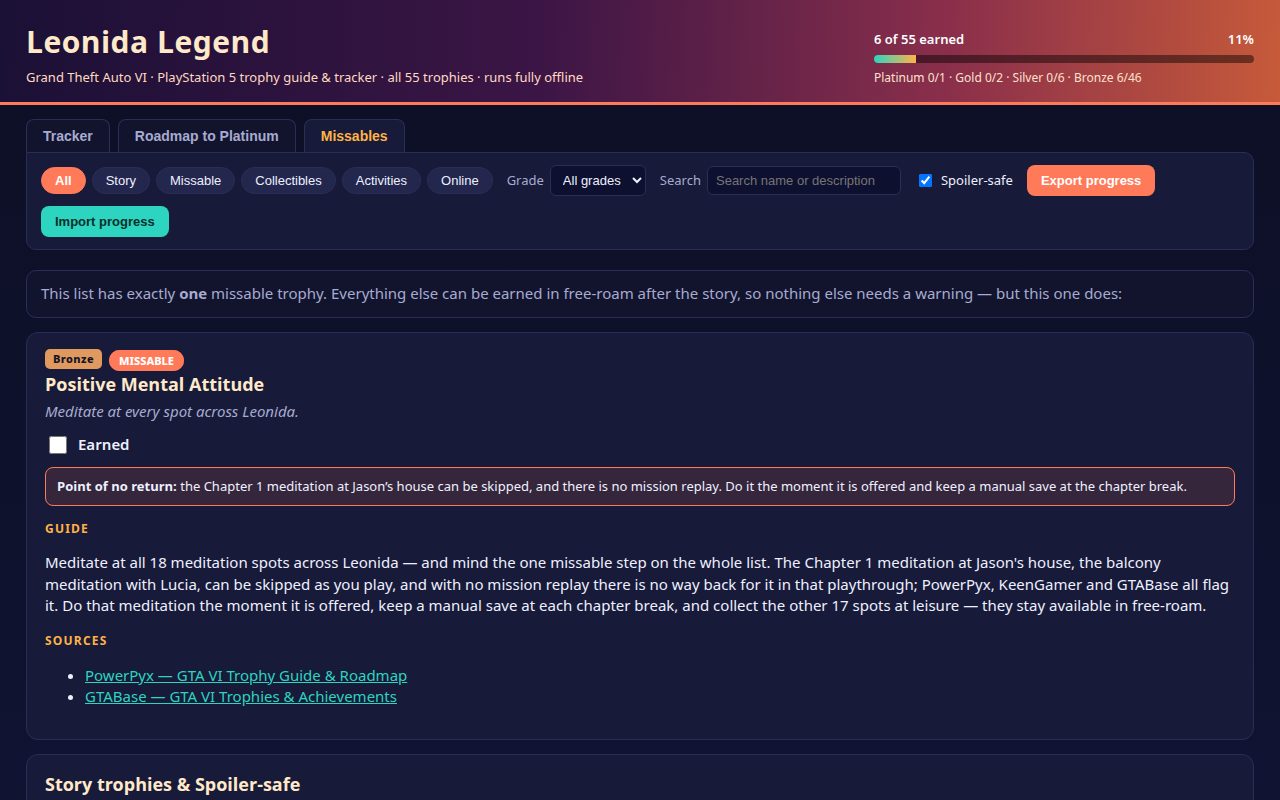 Leonida Legend
Grand Theft Auto VI · PlayStation 5 trophy guide & tracker · all 55 trophies · runs fully offline
6 of 55 earned 11%
Platinum 0/1 · Gold 0/2 · Silver 0/6 · Bronze 6/46
Tracker Roadmap to Platinum Missables
All Story Missable Collectibles Activities Online Grade All grades Search Search name or description Spoiler-safe Export progress
Import progress
This list has exactly one missable trophy. Everything else can be earned in free-roam after the story, so nothing else needs a warning — but this one does:
Bronze MISSABLE
Positive Mental Attitude
Meditate at every spot across Leonida.
Earned
Point of no return: the Chapter 1 meditation at Jason’s house can be skipped, and there is no mission replay. Do it the moment it is offered and keep a manual save at the chapter break.
GUIDE
Meditate at all 18 meditation spots across Leonida — and mind the one missable step on the whole list. The Chapter 1 meditation at Jason's house, the balcony
meditation with Lucia, can be skipped as you play, and with no mission replay there is no way back for it in that playthrough; PowerPyx, KeenGamer and GTABase all flag
it. Do that meditation the moment it is offered, keep a manual save at each chapter break, and collect the other 17 spots at leisure — they stay available in free-roam.
SOURCES
PowerPyx — GTA VI Trophy Guide & Roadmap
GTABase — GTA VI Trophies & Achievements
Story trophies & Spoiler-safe